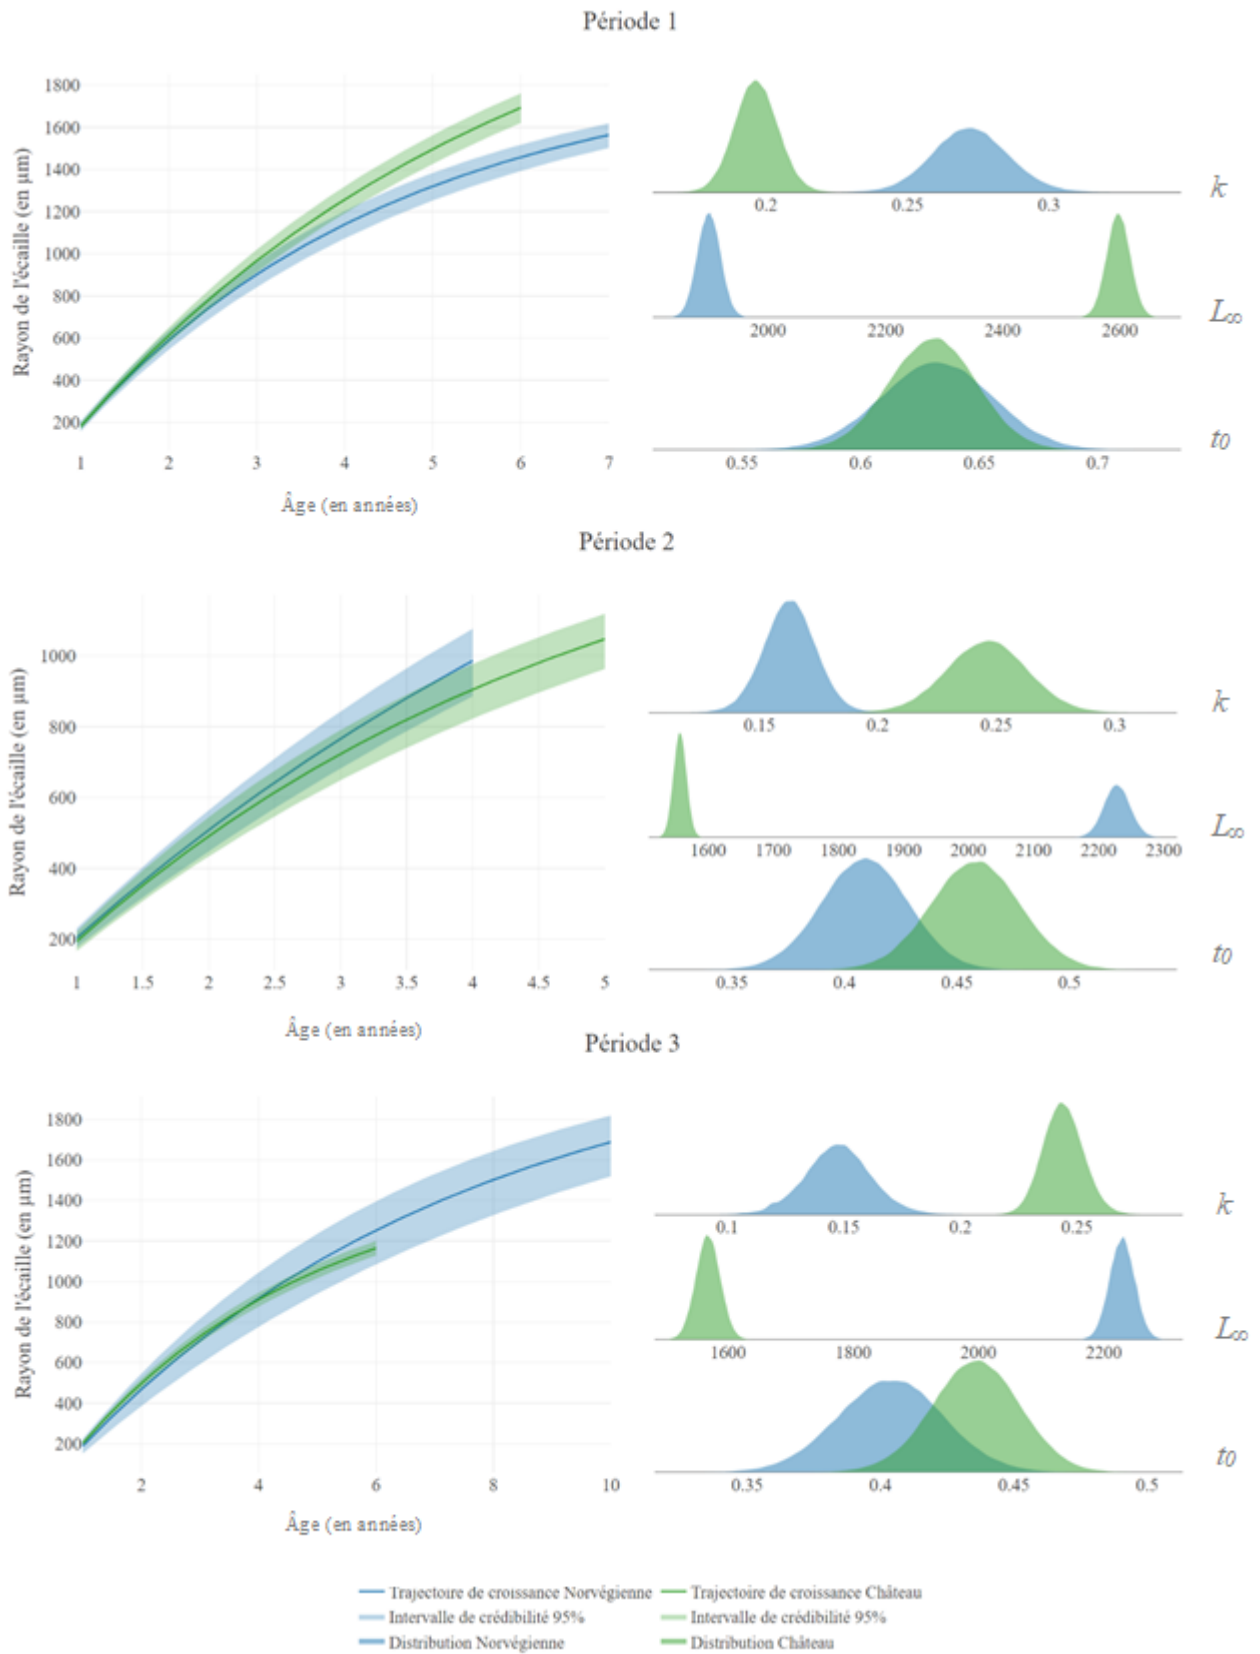 Période 1
Rayon de l'écaille (en µm)
1800
1600
1400
1200
1000
800
600
400
200
1 2 3 4 5 6 7
Âge (en années)
0.2 0.25 0.3
k
2000 2200 2400 2600
L∞
0.55 0.6 0.65 0.7
t0
Période 2
Rayon de l'écaille (en µm)
1000
800
600
400
200
1 1.5 2 2.5 3 3.5 4 4.5 5
Âge (en années)
0.15 0.2 0.25 0.3
k
1600 1700 1800 1900 2000 2100 2200 2300
L∞
0.35 0.4 0.45 0.5
t0
Période 3
Rayon de l'écaille (en µm)
1800
1600
1400
1200
1000
800
600
400
200
2 4 6 8 10
Âge (en années)
0.1 0.15 0.2 0.25
k
1600 1800 2000 2200
L∞
0.35 0.4 0.45 0.5
t0
Trajectoire de croissance Norvégienne Trajectoire de croissance Château
Intervalle de crédibilité 95% Intervalle de crédibilité 95%
Distribution Norvégienne Distribution Château